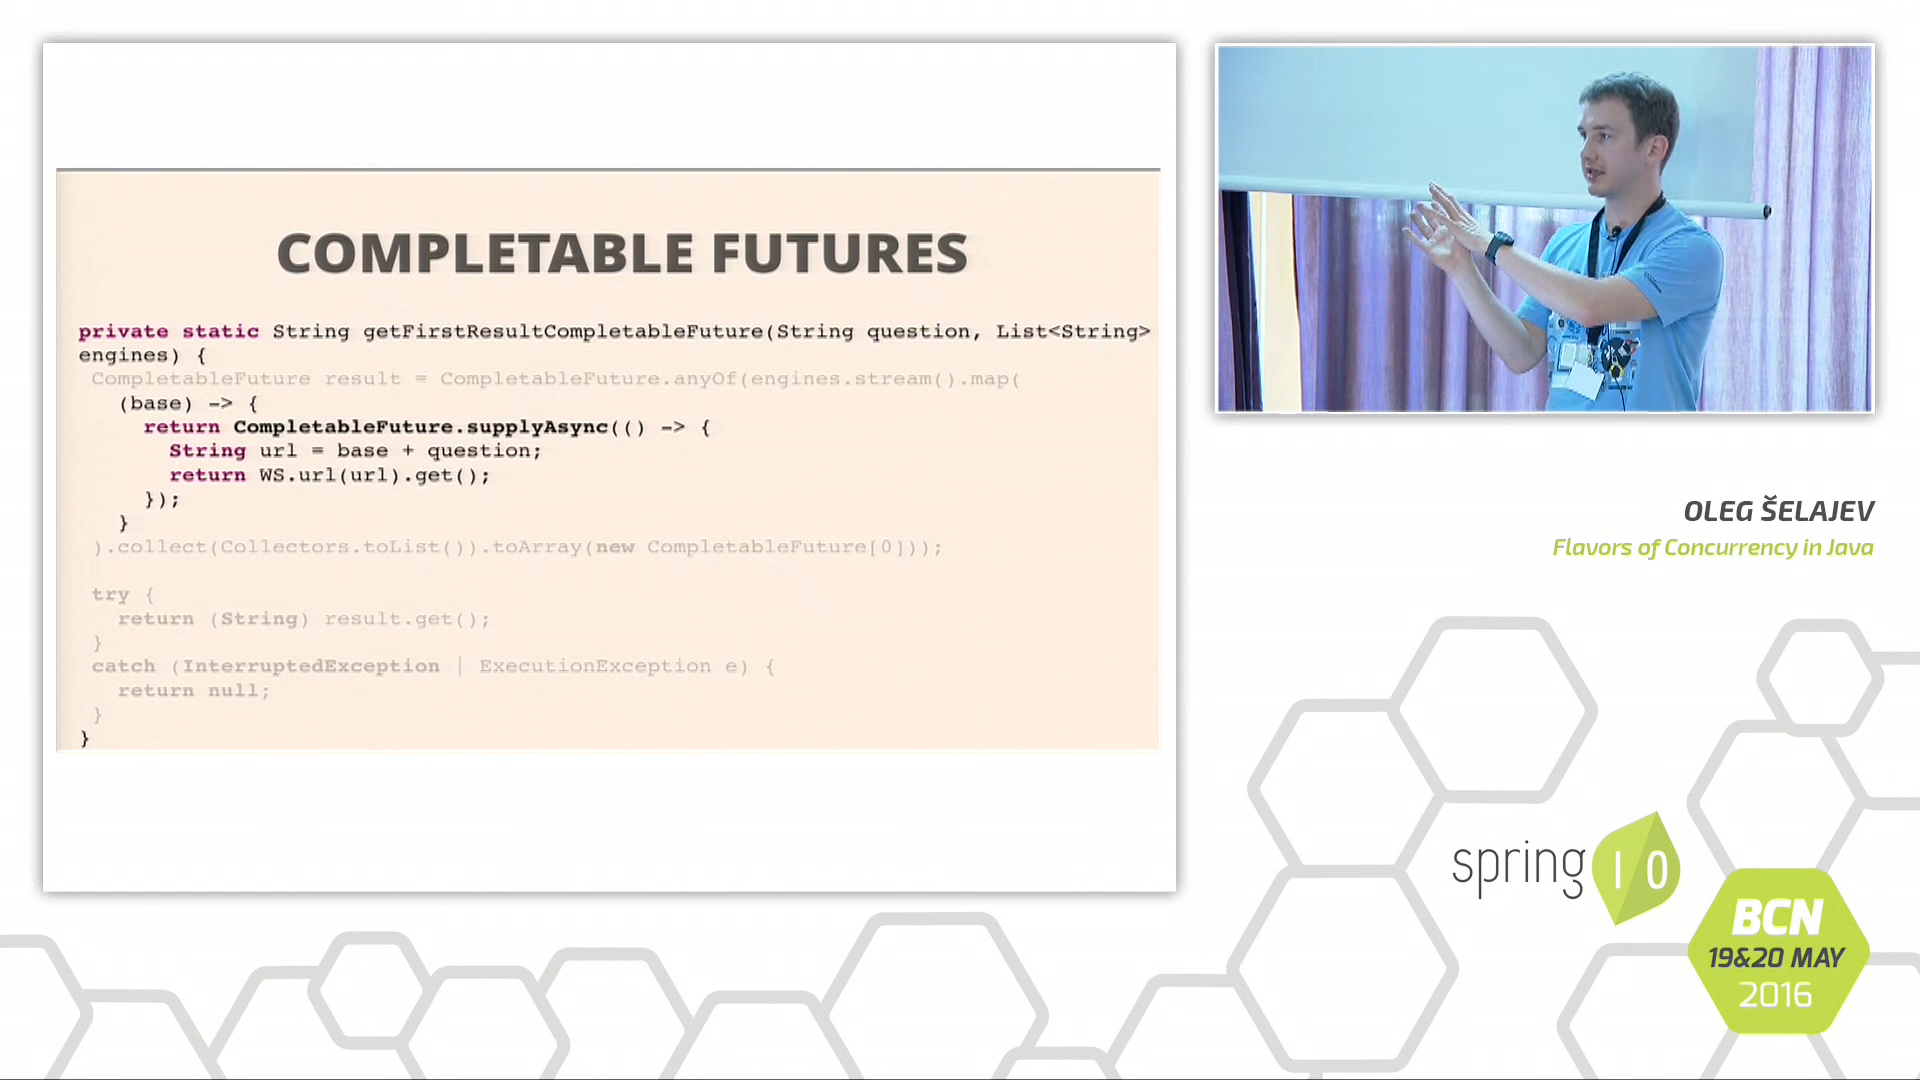 COMPLETABLE FUTURES
private static String getFirstResultCompletableFuture(String question, List<String>
engines) {
CompletableFuture result = CompletableFuture.anyOf(engines.stream().map(
(base) -> {
return CompletableFuture.supplyAsync(() -> {
String url = base + question;
return WS.url(url).get();
});
}
).collect(Collectors.toList()).toArray(new CompletableFuture[0]));
try {
return (String) result.get();
}
catch (InterruptedException | ExecutionException e) {
return null;
}
}
OLEG ŠELAJEV
Flavors of Concurrency in Java
spring I O
BCN
19&20 MAY
2016